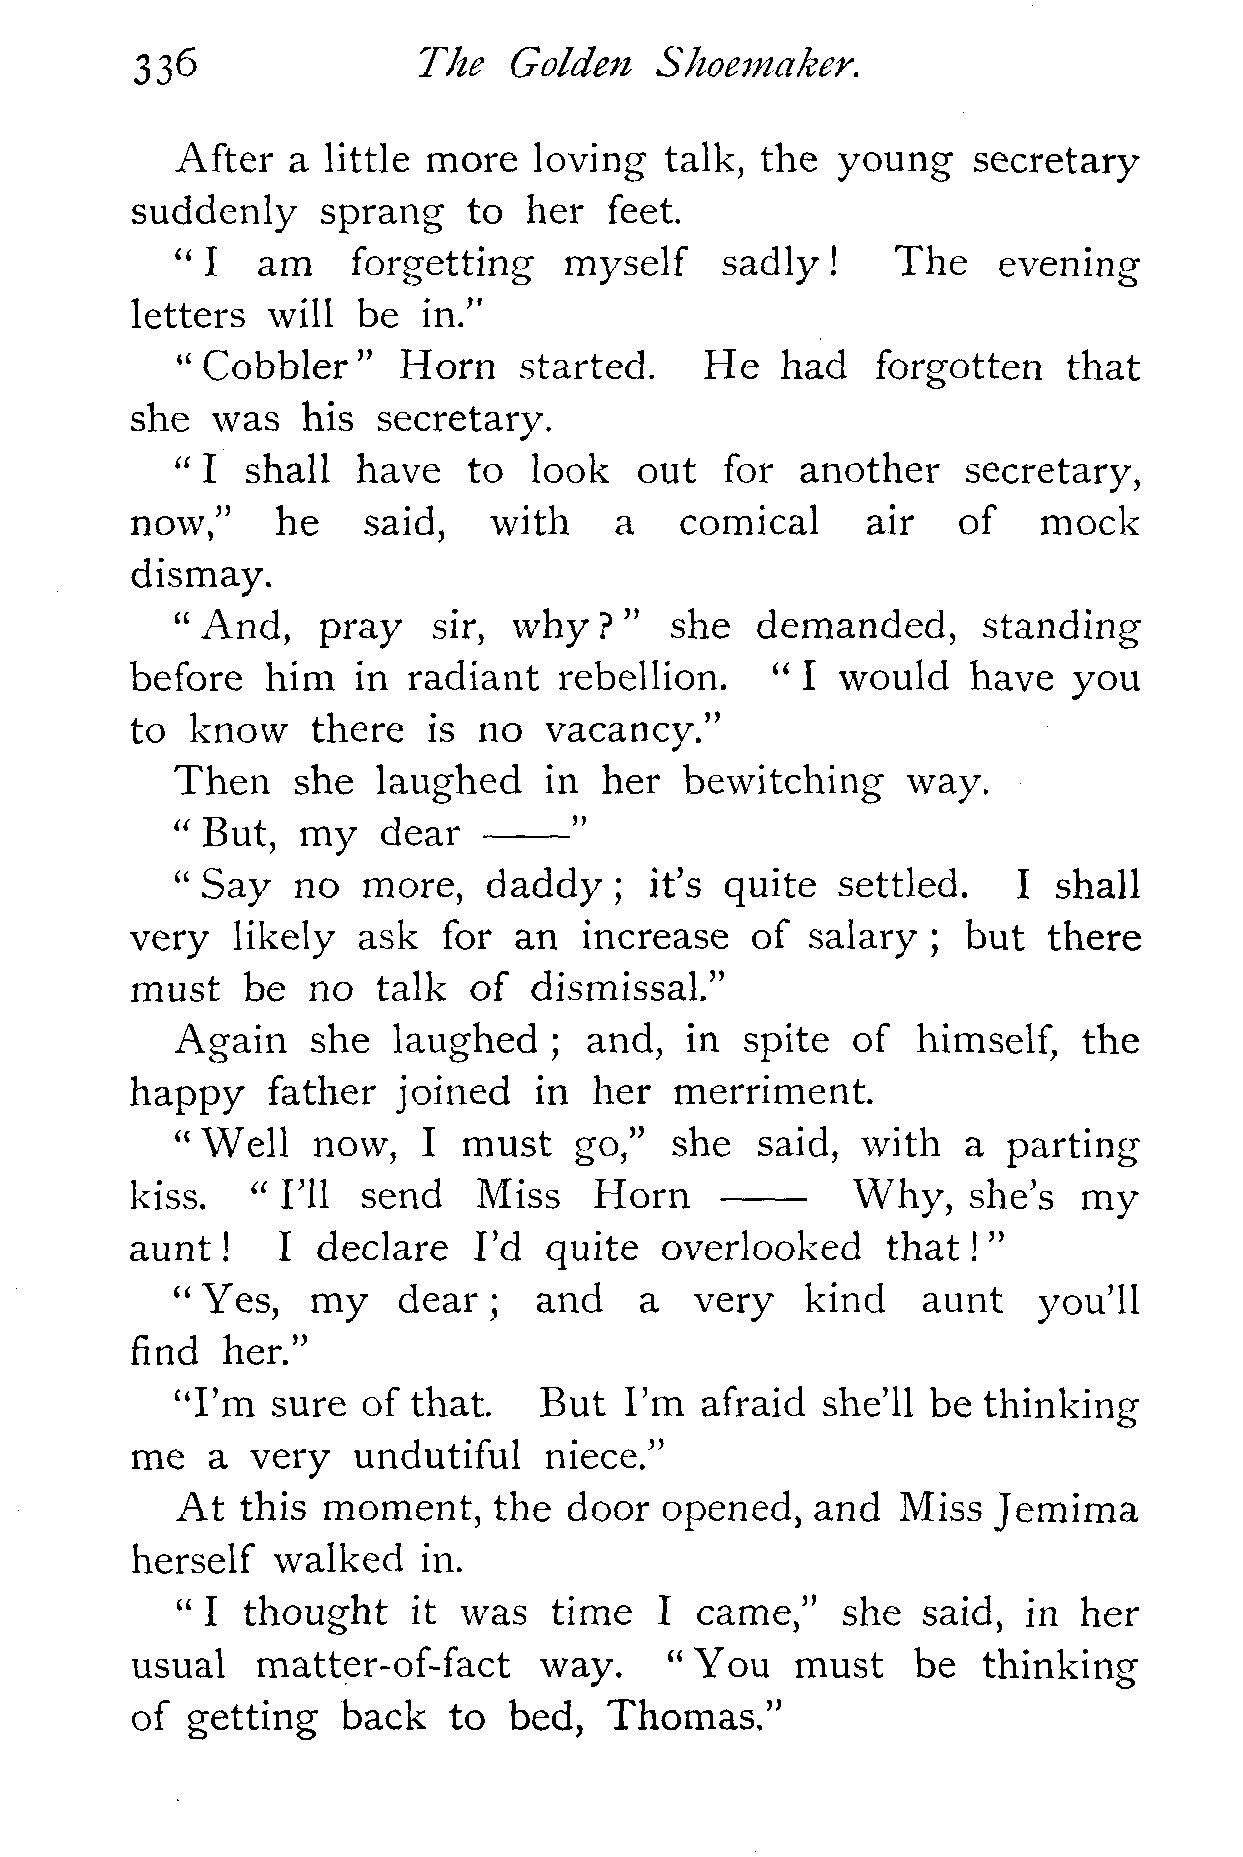 336 The Golden Shoemaker.
After a little more loving talk, the young secretary
suddenly sprang to her feet.
“ I am forgetting myself sadly ! The evening
letters will be in.”
“ Cobbler ” Horn started. He had forgotten that
she was his secretary.
“ I shall have to look out for another secretary,
now,” he said, with a comical air of mock
dismay.
“ And, pray sir, why ? ” she demanded, standing
before him in radiant rebellion. “ I would have you
to know there is no vacancy.”
Then she laughed in her bewitching way.
“ But, my dear ——”
“ Say no more, daddy ; it’s quite settled. I shall
very likely ask for an increase of salary ; but there
must be no talk of dismissal.”
Again she laughed ; and, in spite of himself, the
happy father joined in her merriment.
“ Well now, I must go,” she said, with a parting
kiss. “ I’ll send Miss Horn —— Why, she’s my
aunt ! I declare I’d quite overlooked that ! ”
“ Yes, my dear ; and a very kind aunt you’ll
find her.”
“I’m sure of that. But I’m afraid she’ll be thinking
me a very undutiful niece.”
At this moment, the door opened, and Miss Jemima
herself walked in.
“ I thought it was time I came,” she said, in her
usual matter-of-fact way. “ You must be thinking
of getting back to bed, Thomas.”